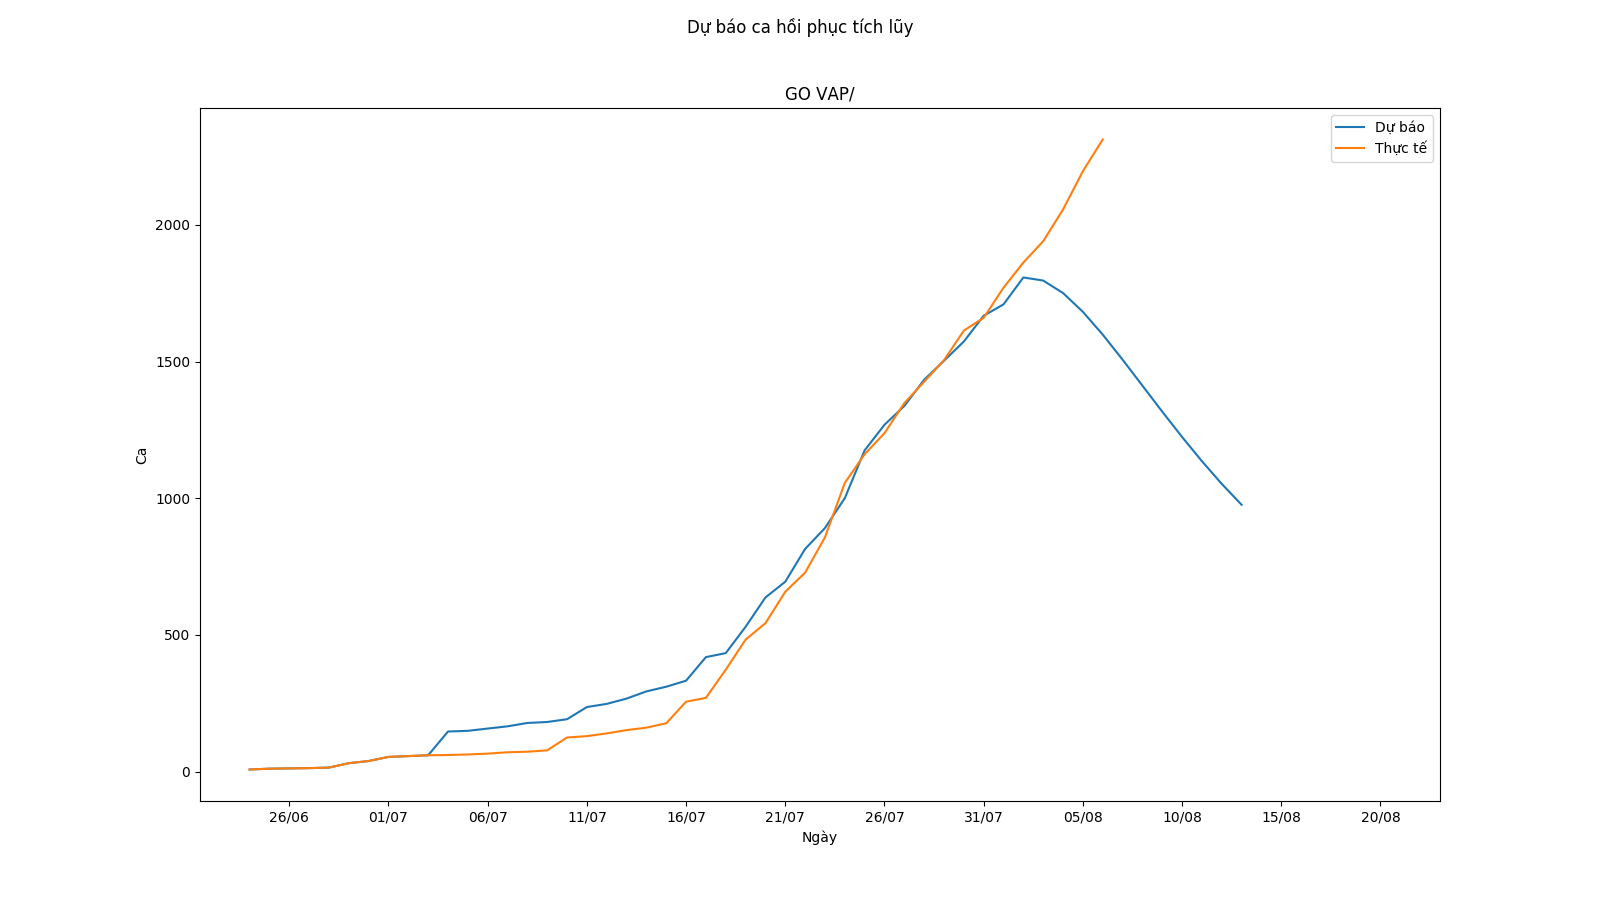 Dự báo ca hồi phục tích lũy
GO VAP/
Dự báo
Thực tế
2000
1500
1000
500
0
Ca
26/06 01/07 06/07 11/07 16/07 21/07 26/07 31/07 05/08 10/08 15/08 20/08
Ngày